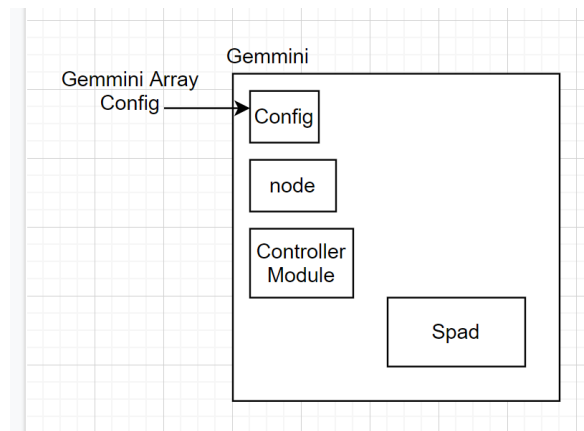 Gemmini
Gemmini Array
Config
Config
node
Controller
Module
Spad